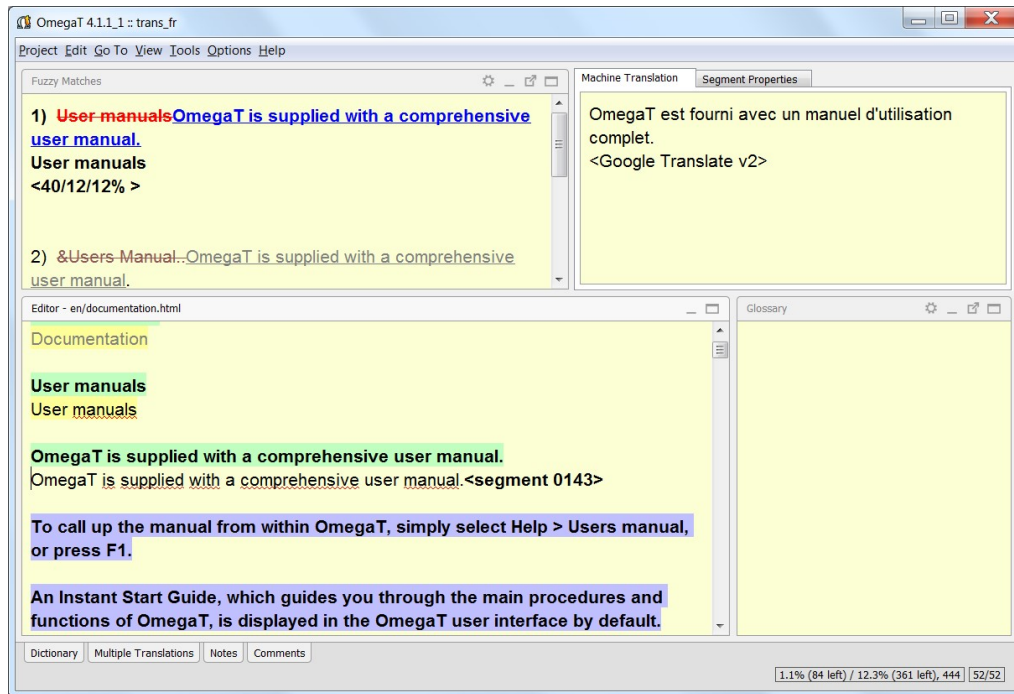 OmegaT 4.1.1_1 :: trans_fr
Project Edit Go To View Tools Options Help
Fuzzy Matches
1) User manualsOmegaT is supplied with a comprehensive
user manual.
User manuals
<40/12/12% >
2) &Users Manual..OmegaT is supplied with a comprehensive
user manual.
Machine Translation Segment Properties
OmegaT est fourni avec un manuel d'utilisation
complet.
<Google Translate v2>
Editor - en/documentation.html
Documentation
User manuals
User manuals
OmegaT is supplied with a comprehensive user manual.
OmegaT is supplied with a comprehensive user manual.<segment 0143>
To call up the manual from within OmegaT, simply select Help > Users manual,
or press F1.
An Instant Start Guide, which guides you through the main procedures and
functions of OmegaT, is displayed in the OmegaT user interface by default.
Glossary
Dictionary Multiple Translations Notes Comments
1.1% (84 left) / 12.3% (361 left), 444 52/52